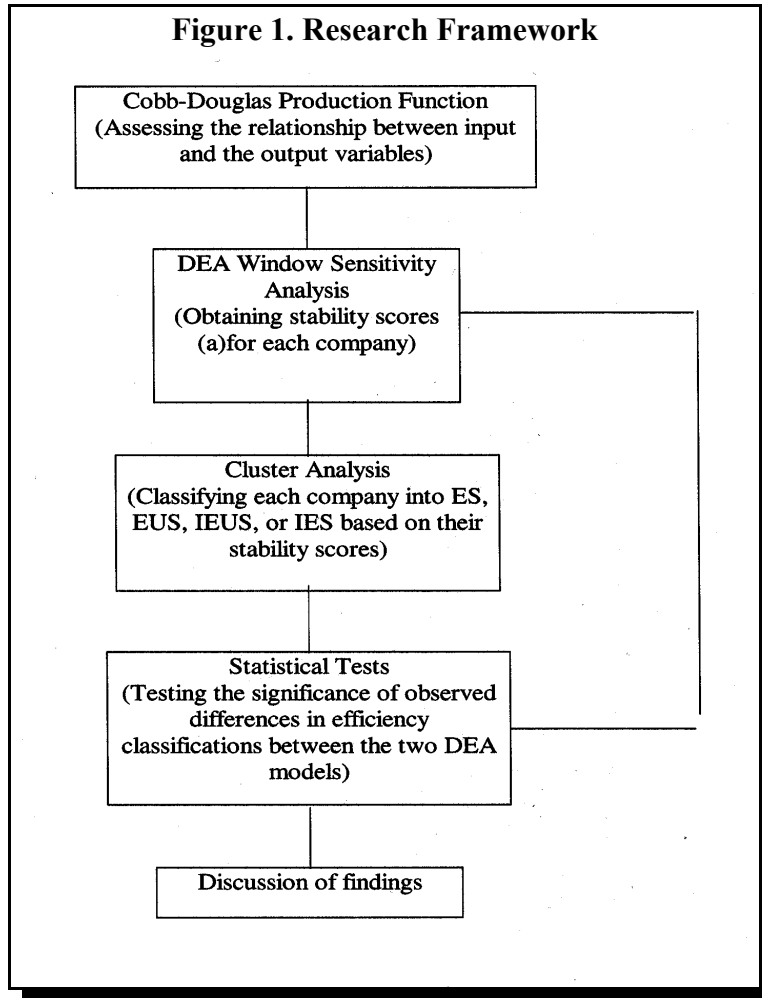 Figure 1. Research Framework
Cobb-Douglas Production Function
(Assessing the relationship between input
and the output variables)
DEA Window Sensitivity
Analysis
(Obtaining stability scores
(a)for each company)
Cluster Analysis
(Classifying each company into ES,
EUS, IEUS, or IES based on their
stability scores)
Statistical Tests
(Testing the significance of observed
differences in efficiency
classifications between the two DEA
models)
Discussion of findings